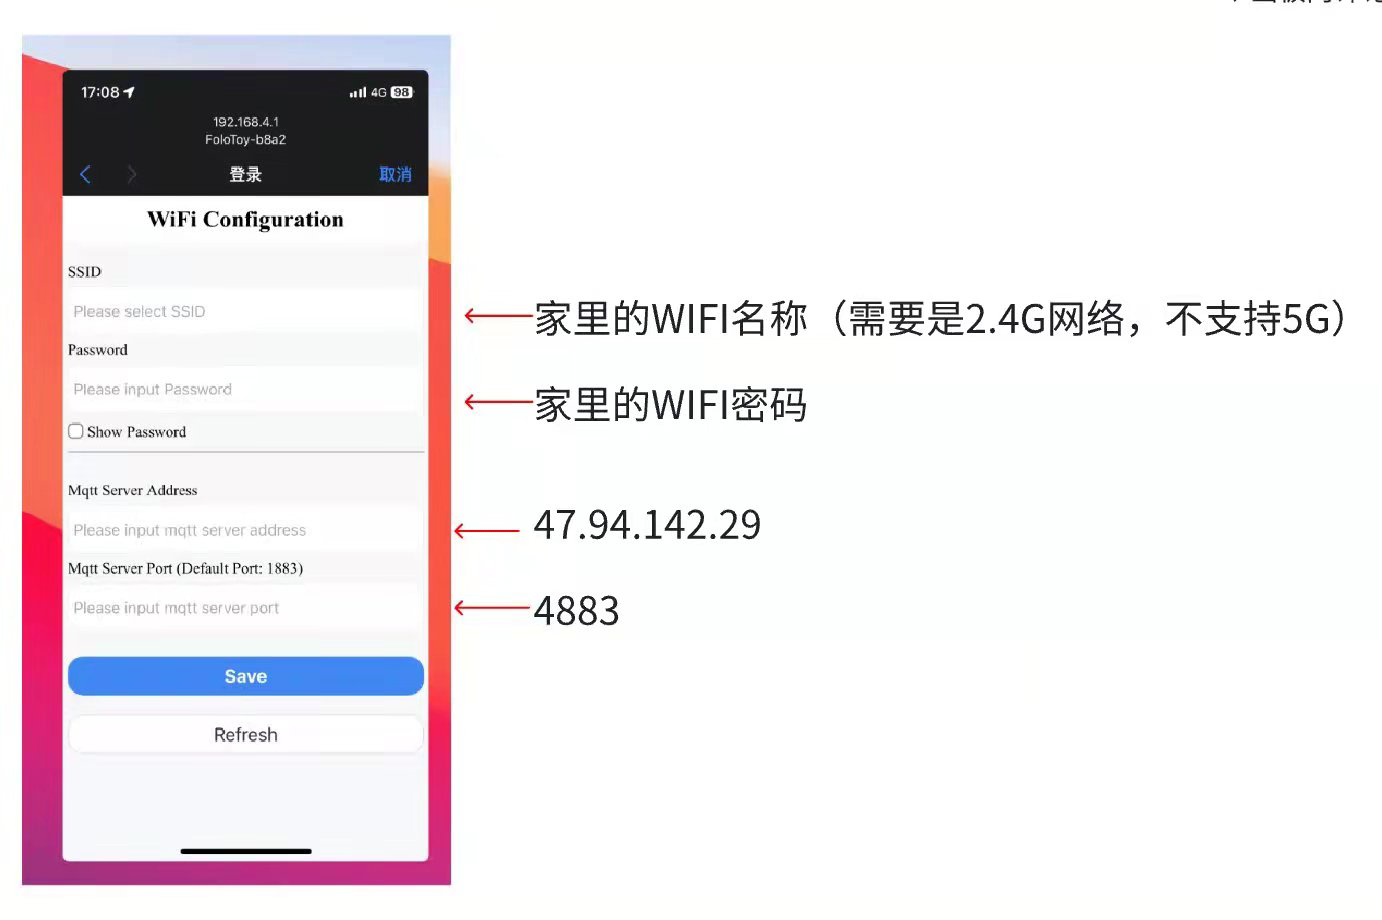 17:08
4G 98
192.168.4.1
FoloToy-b8a2
登录
取消
WiFi Configuration
SSID
Please select SSID
家里的WIFI名称（需要是2.4G网络，不支持5G）
Password
Please input Password
家里的WIFI密码
Show Password
Mqtt Server Address
Please input mqtt server address
47.94.142.29
Mqtt Server Port (Default Port: 1883)
Please input mqtt server port
4883
Save
Refresh